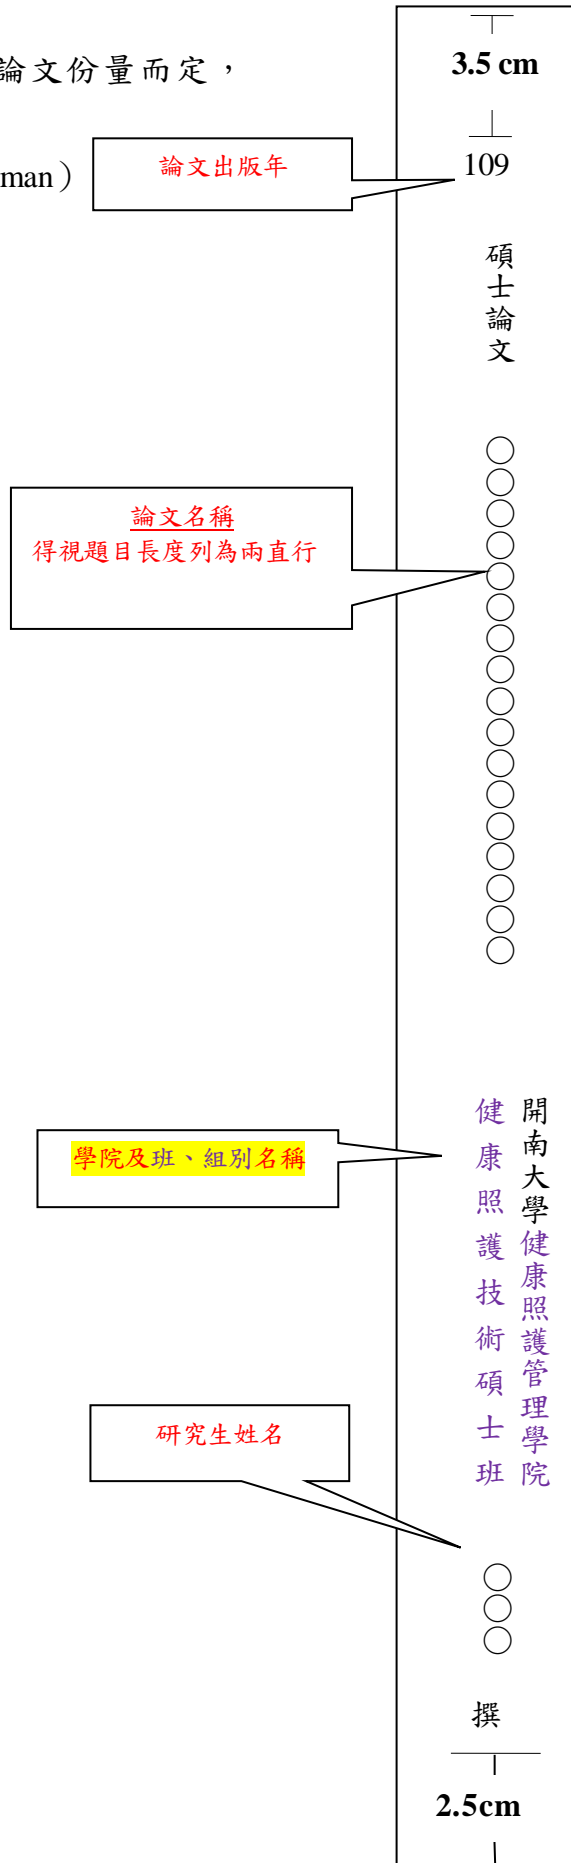 論文份量而定，
3.5 cm
man）
論文出版年
109
碩士論文
論文名稱
得視題目長度列為兩直行
○○○○○○○○○○○○○○○○○
開南大學健康照護管理學院
健康照護技術碩士班
學院及班、組別名稱
研究生姓名
○○○
撰
2.5cm